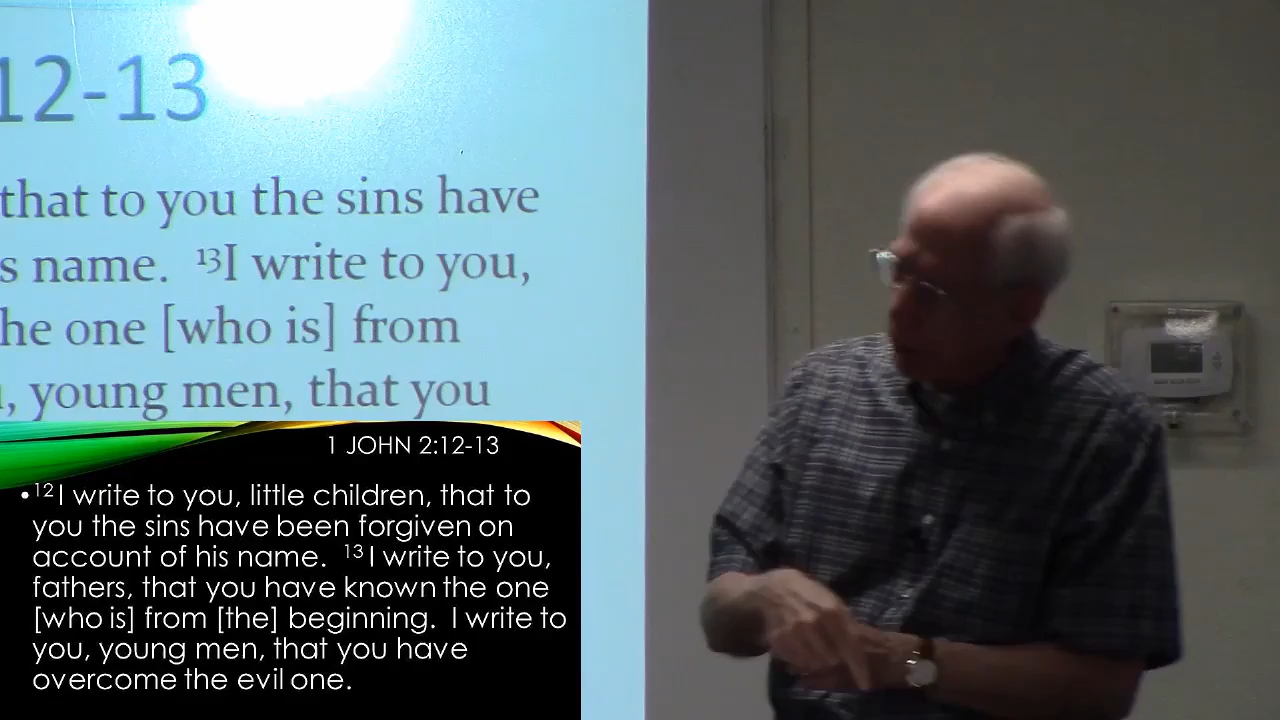 12-13
that to you the sins have
s name. ¹³I write to you,
he one [who is] from
, young men, that you
1 JOHN 2:12-13
•¹²I write to you, little children, that to
you the sins have been forgiven on
account of his name. ¹³I write to you,
fathers, that you have known the one
[who is] from [the] beginning. I write to
you, young men, that you have
overcome the evil one.